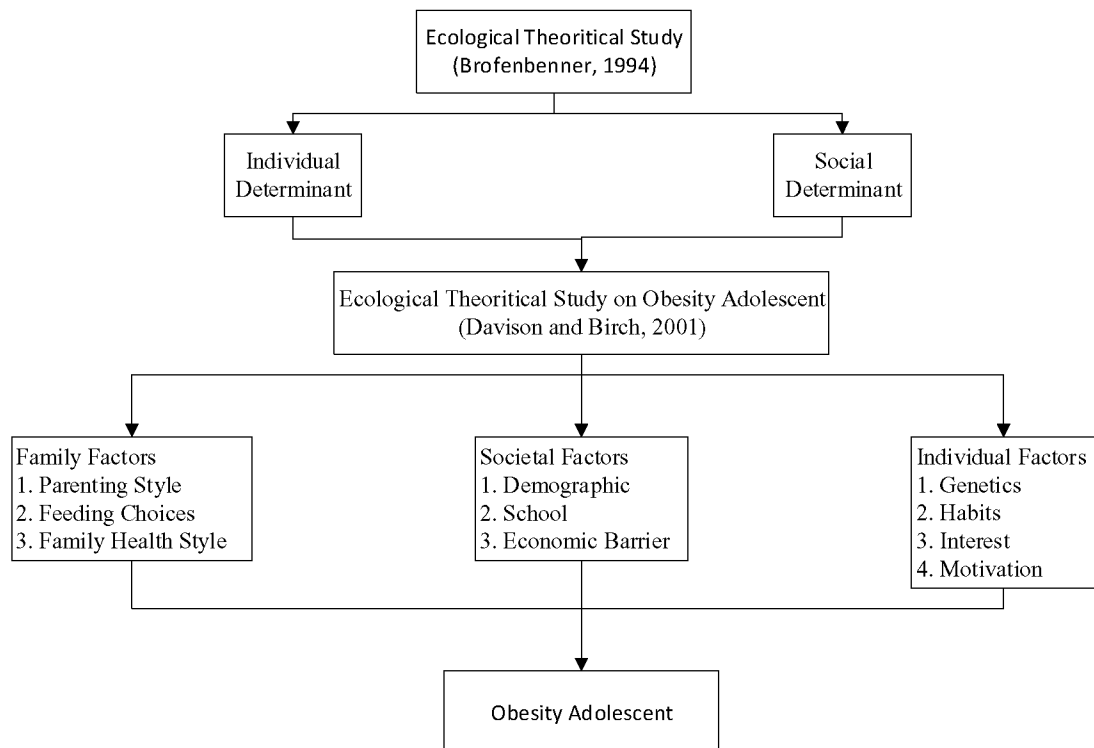 Ecological Theoritical Study
(Brofenbenner, 1994)
Individual
Determinant
Social
Determinant
Ecological Theoritical Study on Obesity Adolescent
(Davison and Birch, 2001)
Family Factors
1. Parenting Style
2. Feeding Choices
3. Family Health Style
Societal Factors
1. Demographic
2. School
3. Economic Barrier
Individual Factors
1. Genetics
2. Habits
3. Interest
4. Motivation
Obesity Adolescent